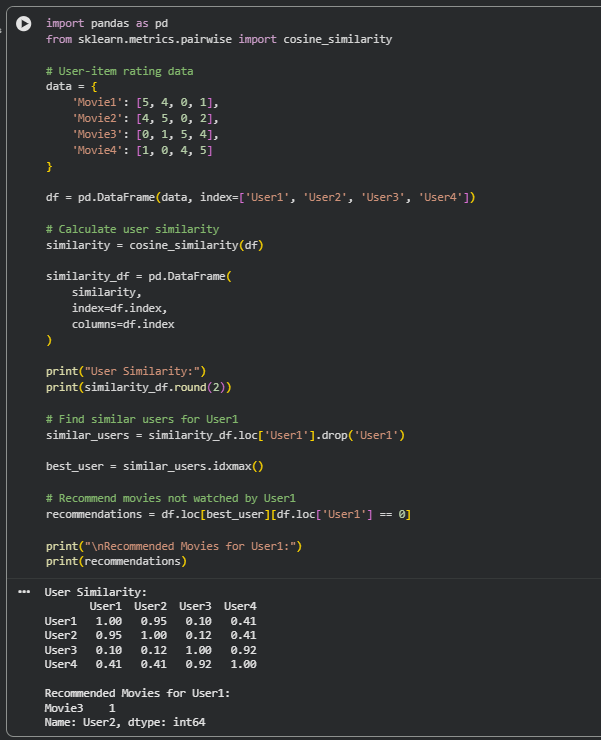 import pandas as pd
from sklearn.metrics.pairwise import cosine_similarity

# User-item rating data
data = {
    'Movie1': [5, 4, 0, 1],
    'Movie2': [4, 5, 0, 2],
    'Movie3': [0, 1, 5, 4],
    'Movie4': [1, 0, 4, 5]
}

df = pd.DataFrame(data, index=['User1', 'User2', 'User3', 'User4'])

# Calculate user similarity
similarity = cosine_similarity(df)

similarity_df = pd.DataFrame(
    similarity,
    index=df.index,
    columns=df.index
)

print("User Similarity:")
print(similarity_df.round(2))

# Find similar users for User1
similar_users = similarity_df.loc['User1'].drop('User1')

best_user = similar_users.idxmax()

# Recommend movies not watched by User1
recommendations = df.loc[best_user][df.loc['User1'] == 0]

print("\nRecommended Movies for User1:")
print(recommendations)

User Similarity:
       User1  User2  User3  User4
User1   1.00   0.95   0.10   0.41
User2   0.95   1.00   0.12   0.41
User3   0.10   0.12   1.00   0.92
User4   0.41   0.41   0.92   1.00

Recommended Movies for User1:
Movie3    1
Name: User2, dtype: int64